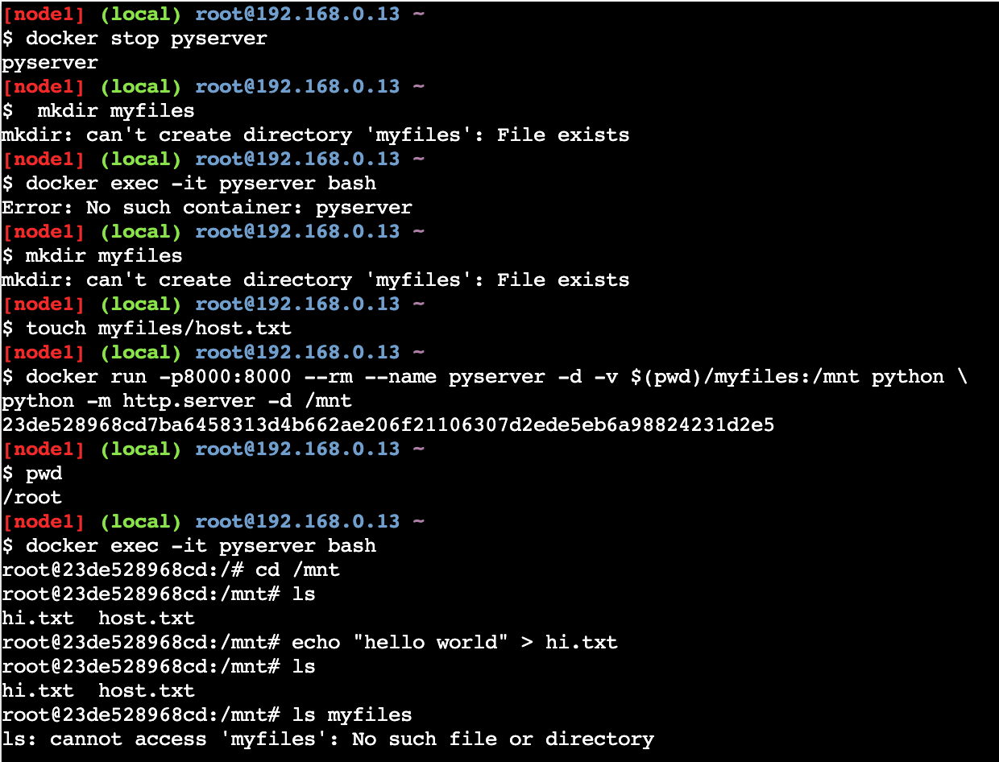 [node1] (local) root@192.168.0.13 ~
$ docker stop pyserver
pyserver
[node1] (local) root@192.168.0.13 ~
$  mkdir myfiles
mkdir: can't create directory 'myfiles': File exists
[node1] (local) root@192.168.0.13 ~
$ docker exec -it pyserver bash
Error: No such container: pyserver
[node1] (local) root@192.168.0.13 ~
$ mkdir myfiles
mkdir: can't create directory 'myfiles': File exists
[node1] (local) root@192.168.0.13 ~
$ touch myfiles/host.txt
[node1] (local) root@192.168.0.13 ~
$ docker run -p8000:8000 --rm --name pyserver -d -v $(pwd)/myfiles:/mnt python \
python -m http.server -d /mnt
23de528968cd7ba6458313d4b662ae206f21106307d2ede5eb6a98824231d2e5
[node1] (local) root@192.168.0.13 ~
$ pwd
/root
[node1] (local) root@192.168.0.13 ~
$ docker exec -it pyserver bash
root@23de528968cd:/# cd /mnt
root@23de528968cd:/mnt# ls
hi.txt  host.txt
root@23de528968cd:/mnt# echo "hello world" > hi.txt
root@23de528968cd:/mnt# ls
hi.txt  host.txt
root@23de528968cd:/mnt# ls myfiles
ls: cannot access 'myfiles': No such file or directory